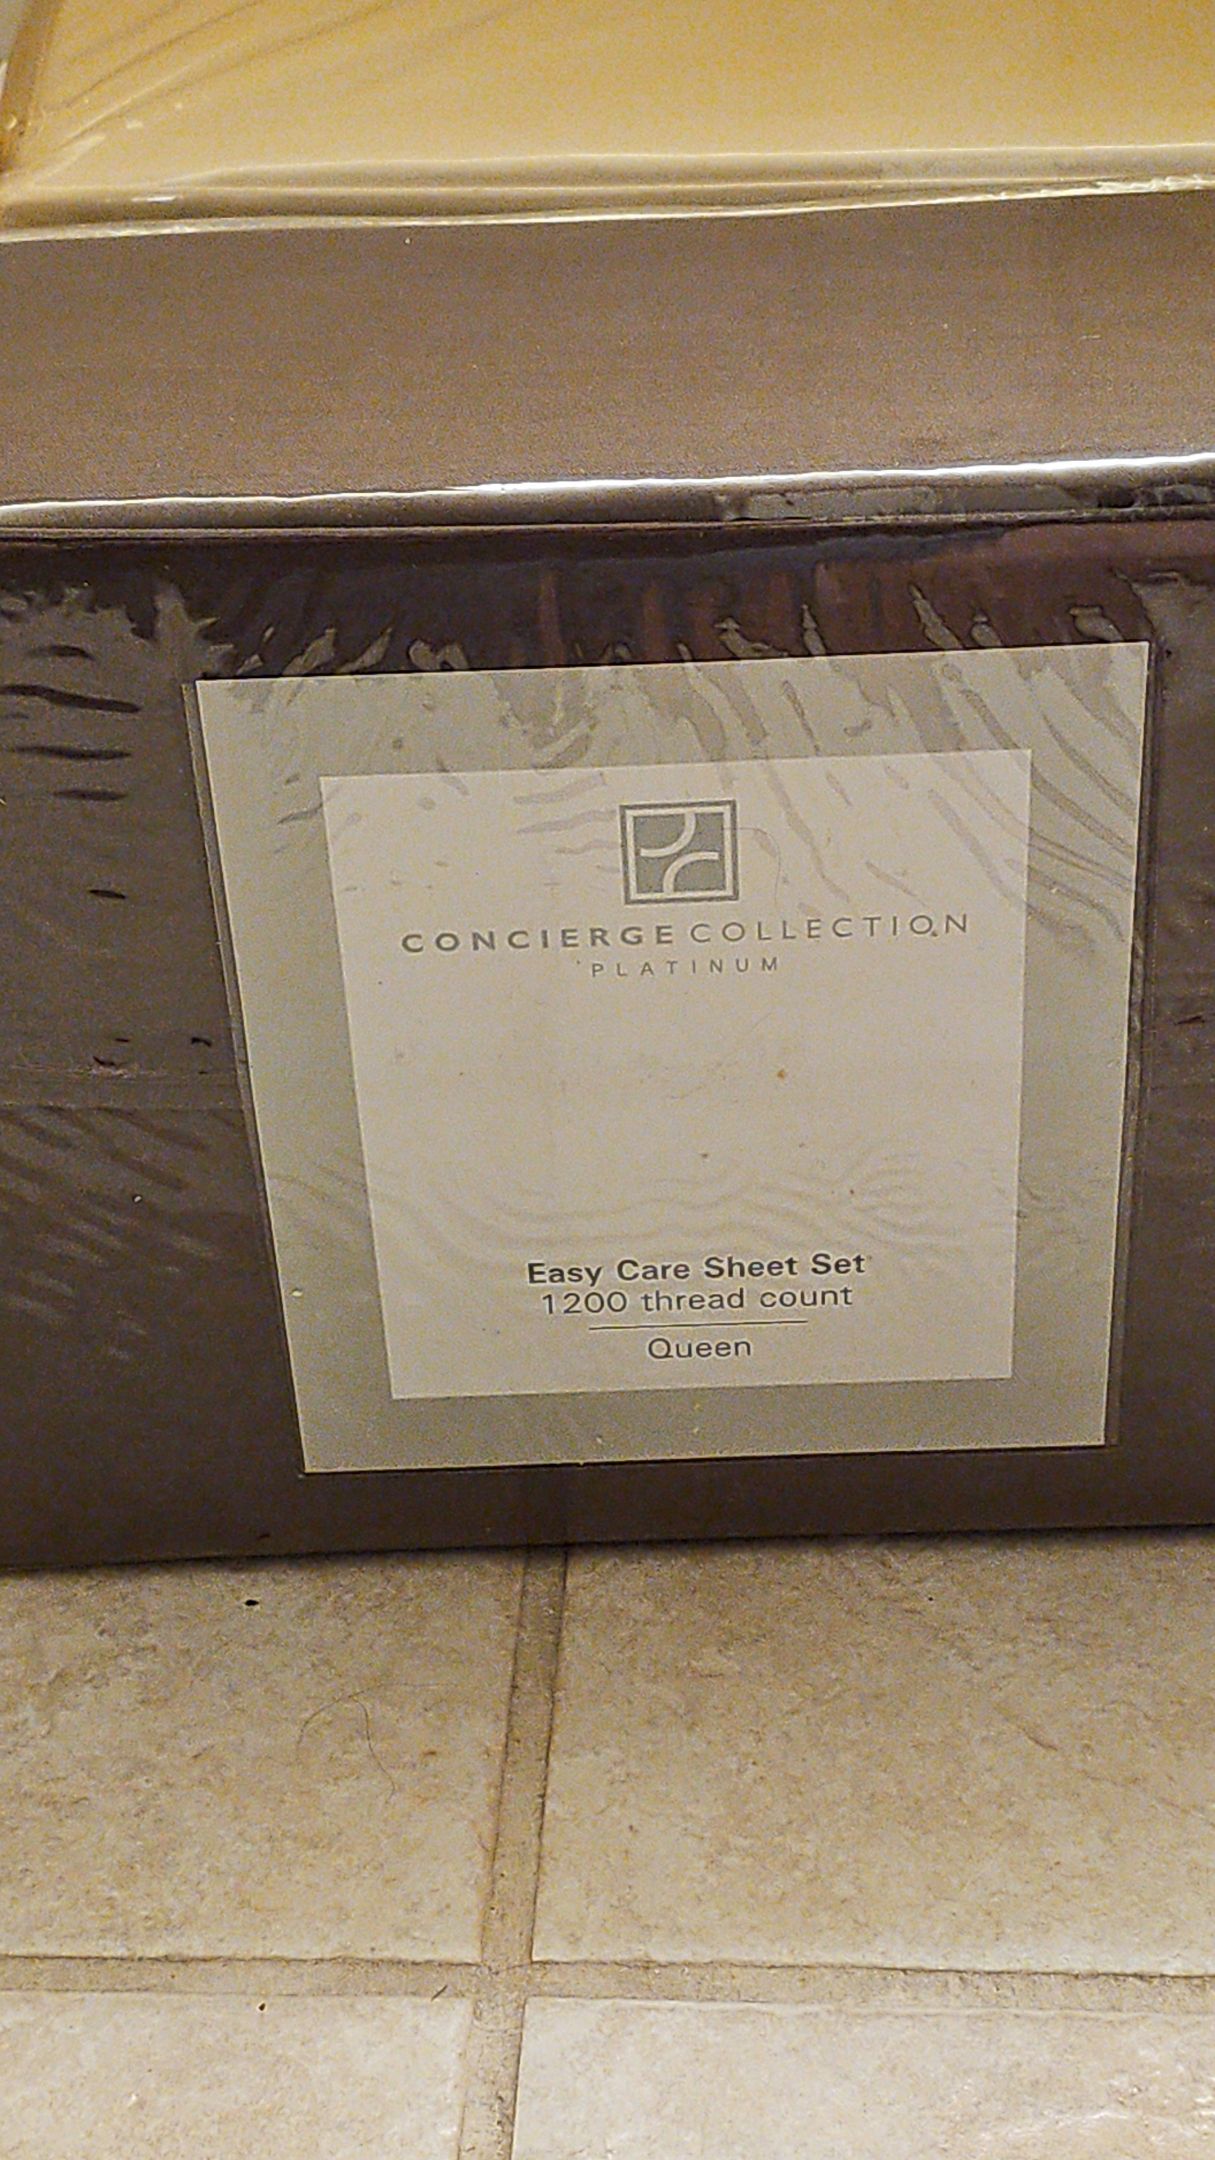 CONCIERGE COLLECTION
PLATINUM
Easy Care Sheet Set
1200 thread count
Queen